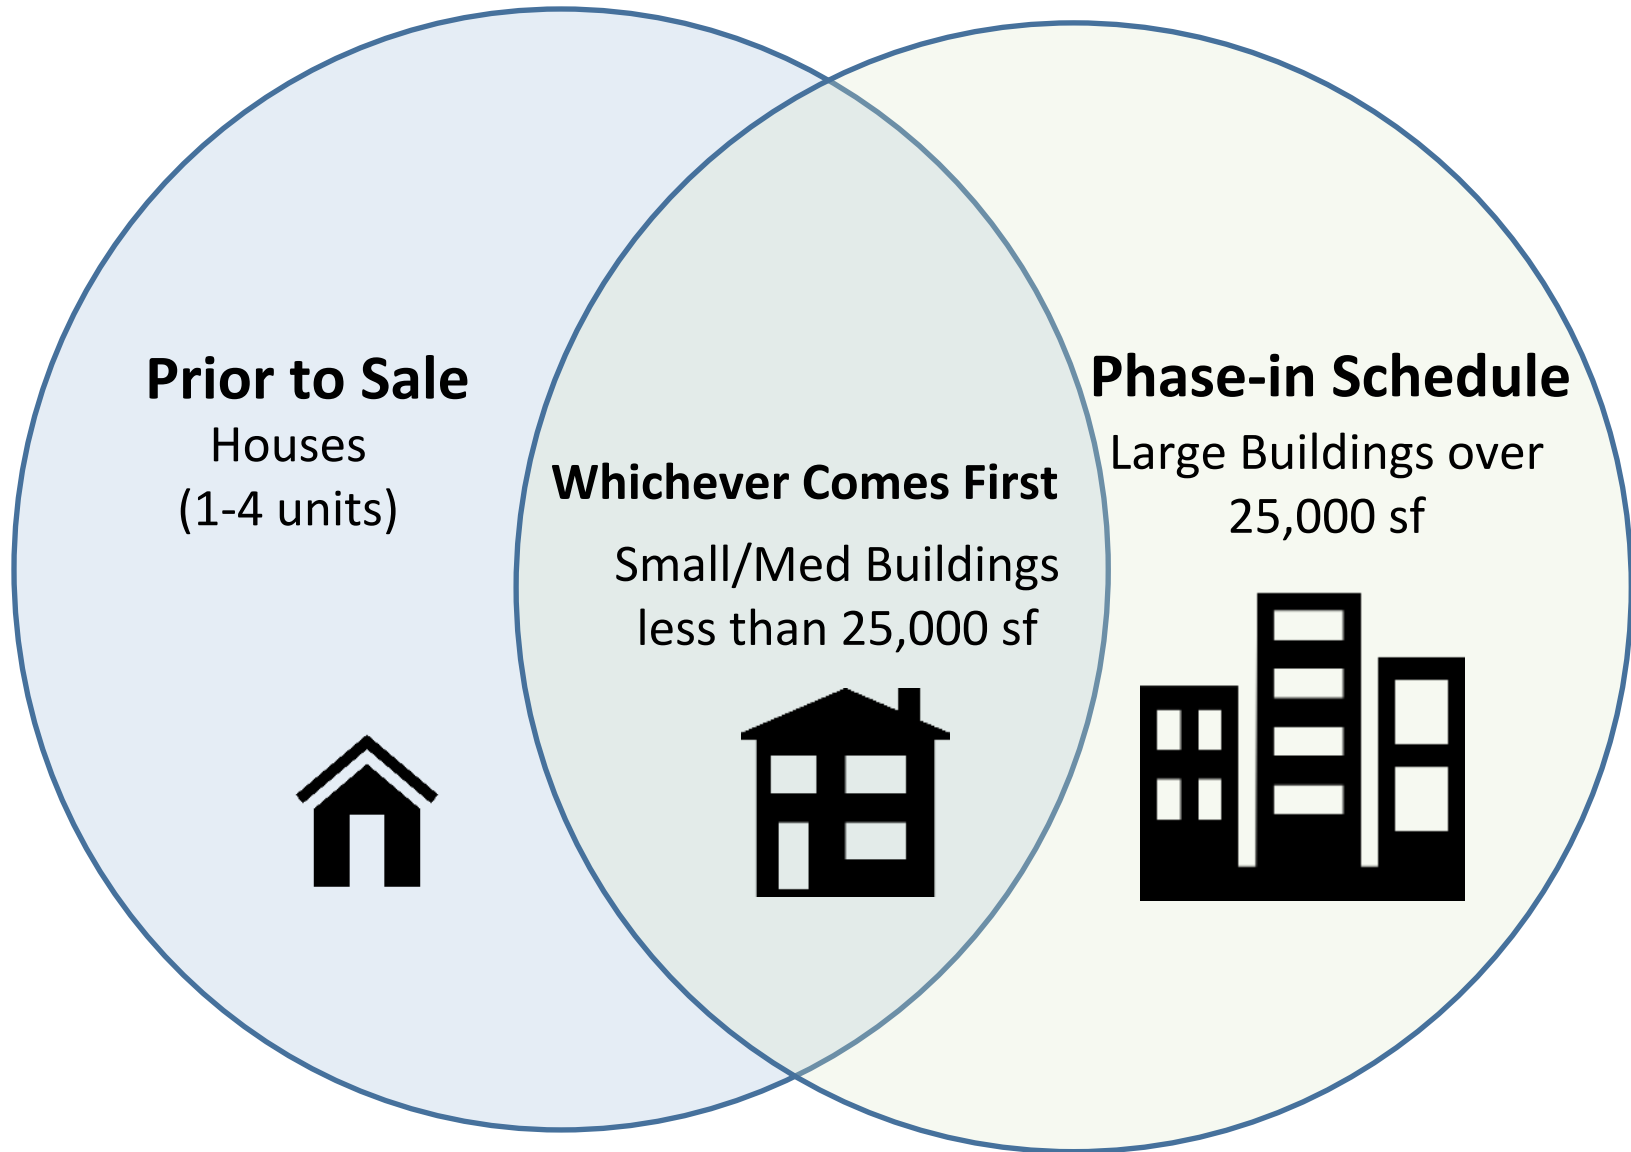 Prior to Sale
Houses
(1-4 units)
Whichever Comes First
Small/Med Buildings
less than 25,000 sf
Phase-in Schedule
Large Buildings over
25,000 sf